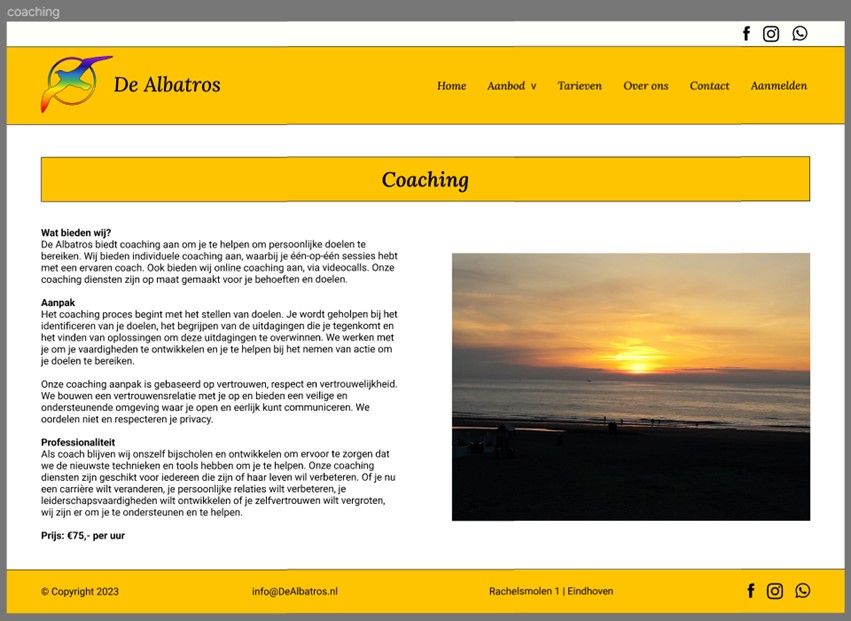 coaching
De Albatros
Home Aanbod v Tarieven Over ons Contact Aanmelden
Coaching
Wat bieden wij?
De Albatros biedt coaching aan om je te helpen om persoonlijke doelen te
bereiken. Wij bieden individuele coaching aan, waarbij je één-op-één sessies hebt
met een ervaren coach. Ook bieden wij online coaching aan, via videocalls. Onze
coaching diensten zijn op maat gemaakt voor je behoeften en doelen.
Aanpak
Het coaching proces begint met het stellen van doelen. Je wordt geholpen bij het
identificeren van je doelen, het begrijpen van de uitdagingen die je tegenkomt en
het vinden van oplossingen om deze uitdagingen te overwinnen. We werken met
je om je vaardigheden te ontwikkelen en je te helpen bij het nemen van actie om
je doelen te bereiken.
Onze coaching aanpak is gebaseerd op vertrouwen, respect en vertrouwelijkheid.
We bouwen een vertrouwensrelatie met je op en bieden een veilige en
ondersteunende omgeving waar je open en eerlijk kunt communiceren. We
oordelen niet en respecteren je privacy.
Professionaliteit
Als coach blijven wij onszelf bijscholen en ontwikkelen om ervoor te zorgen dat
we de nieuwste technieken en tools hebben om je te helpen. Onze coaching
diensten zijn geschikt voor iedereen die zijn of haar leven wil verbeteren. Of je nu
een carrière wilt veranderen, je persoonlijke relaties wilt verbeteren, je
leiderschapsvaardigheden wilt ontwikkelen of je zelfvertrouwen wilt vergroten,
wij zijn er om je te ondersteunen en te helpen.
Prijs: €75,- per uur
© Copyright 2023 info@DeAlbatros.nl Rachelsmolen 1 | Eindhoven